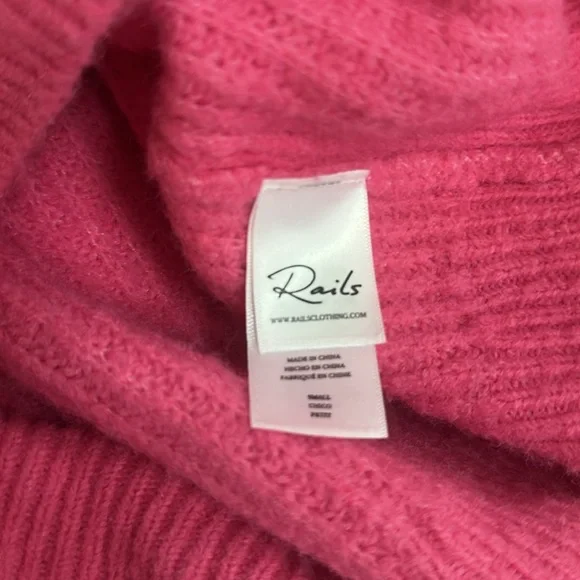 Rails
WWW.RAILSCLOTHING.COM
MADE IN CHINA
HECHO EN CHINA
FABRIQUÉ EN CHINE
SMALL
CHICO
PETIT